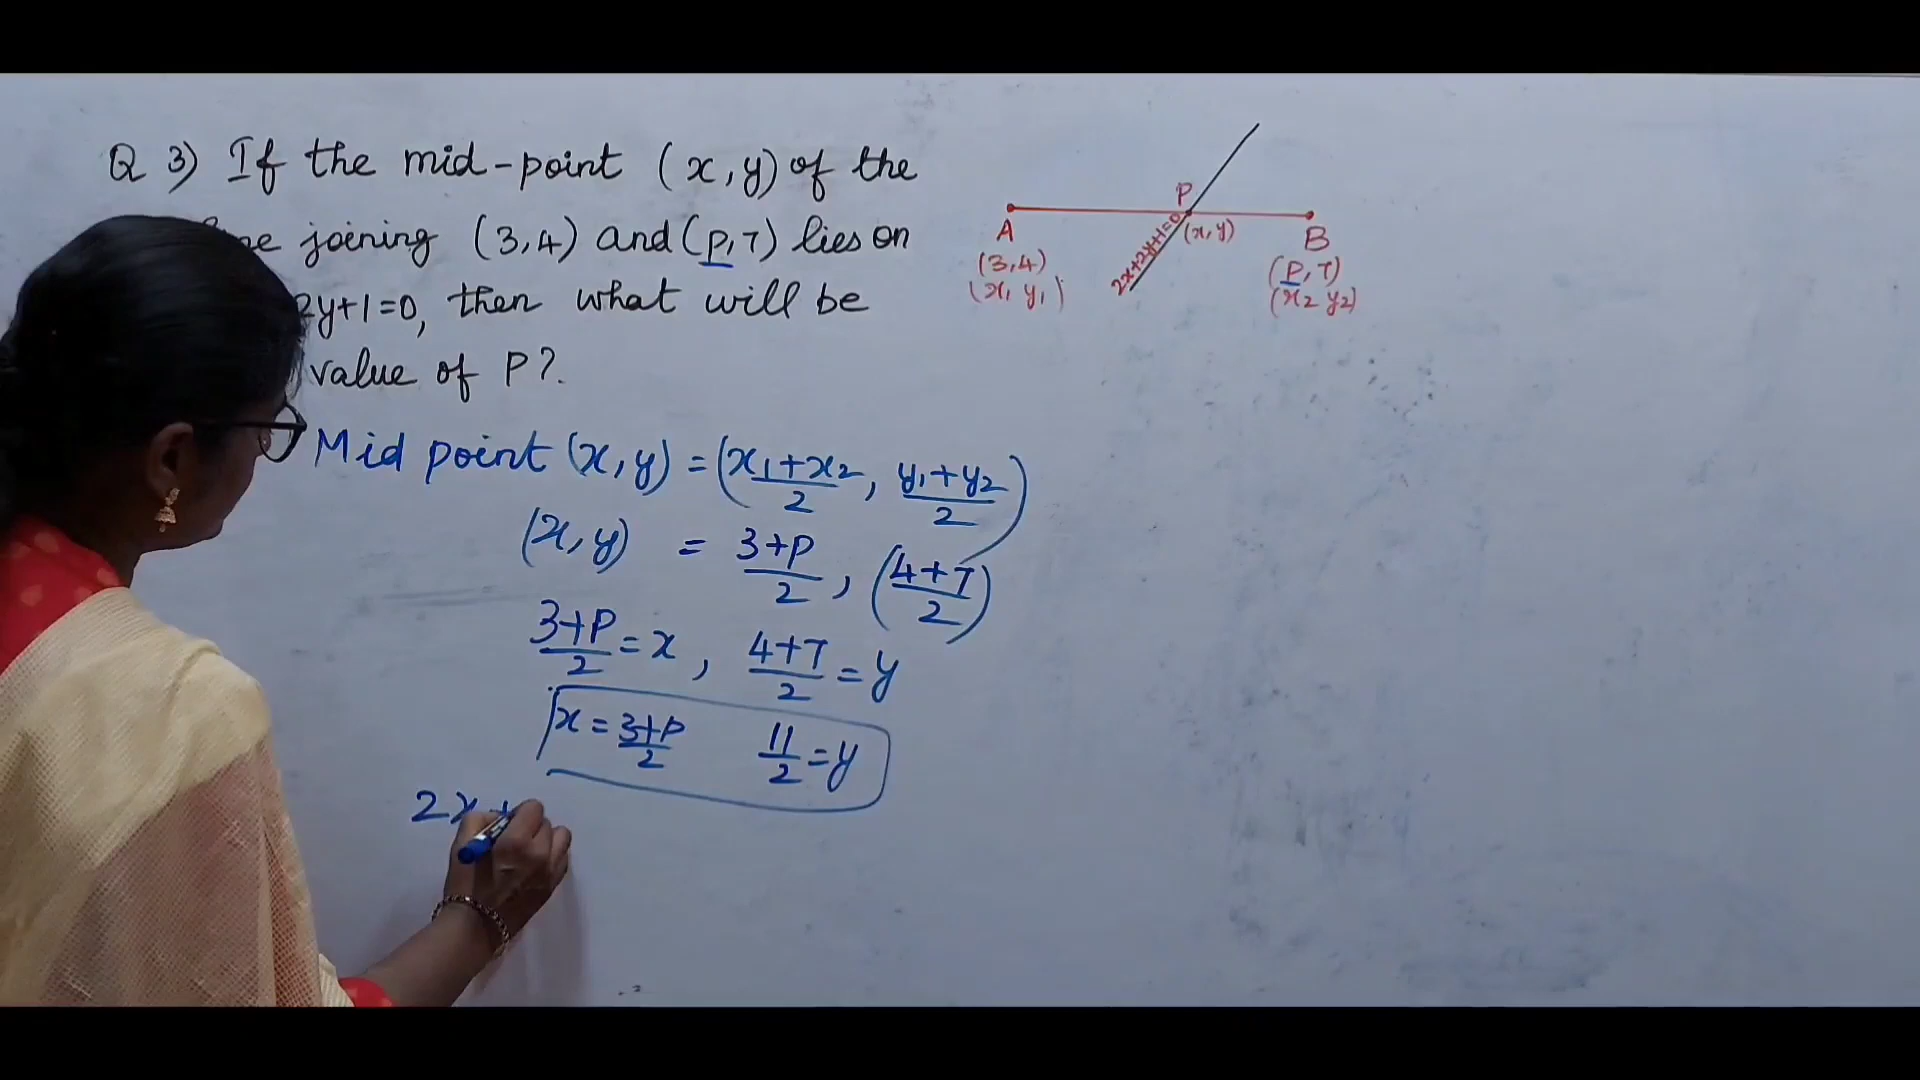 Q 3) If the mid-point (x, y) of the
joining (3,4) and (p,7) lies on
2y+1=0, then what will be
value of P?.
Mid point (x, y) = (x₁+x₂/2, y₁+y₂/2)
(x, y) = 3+P/2, (4+7/2)
3+P/2 = x, 4+7/2 = y
x = 3+P/2 11/2 = y
2x+
P
A (x, y) B
2x+2y+1=0
(3,4) (P, 7)
(x₁ y₁) (x₂ y₂)